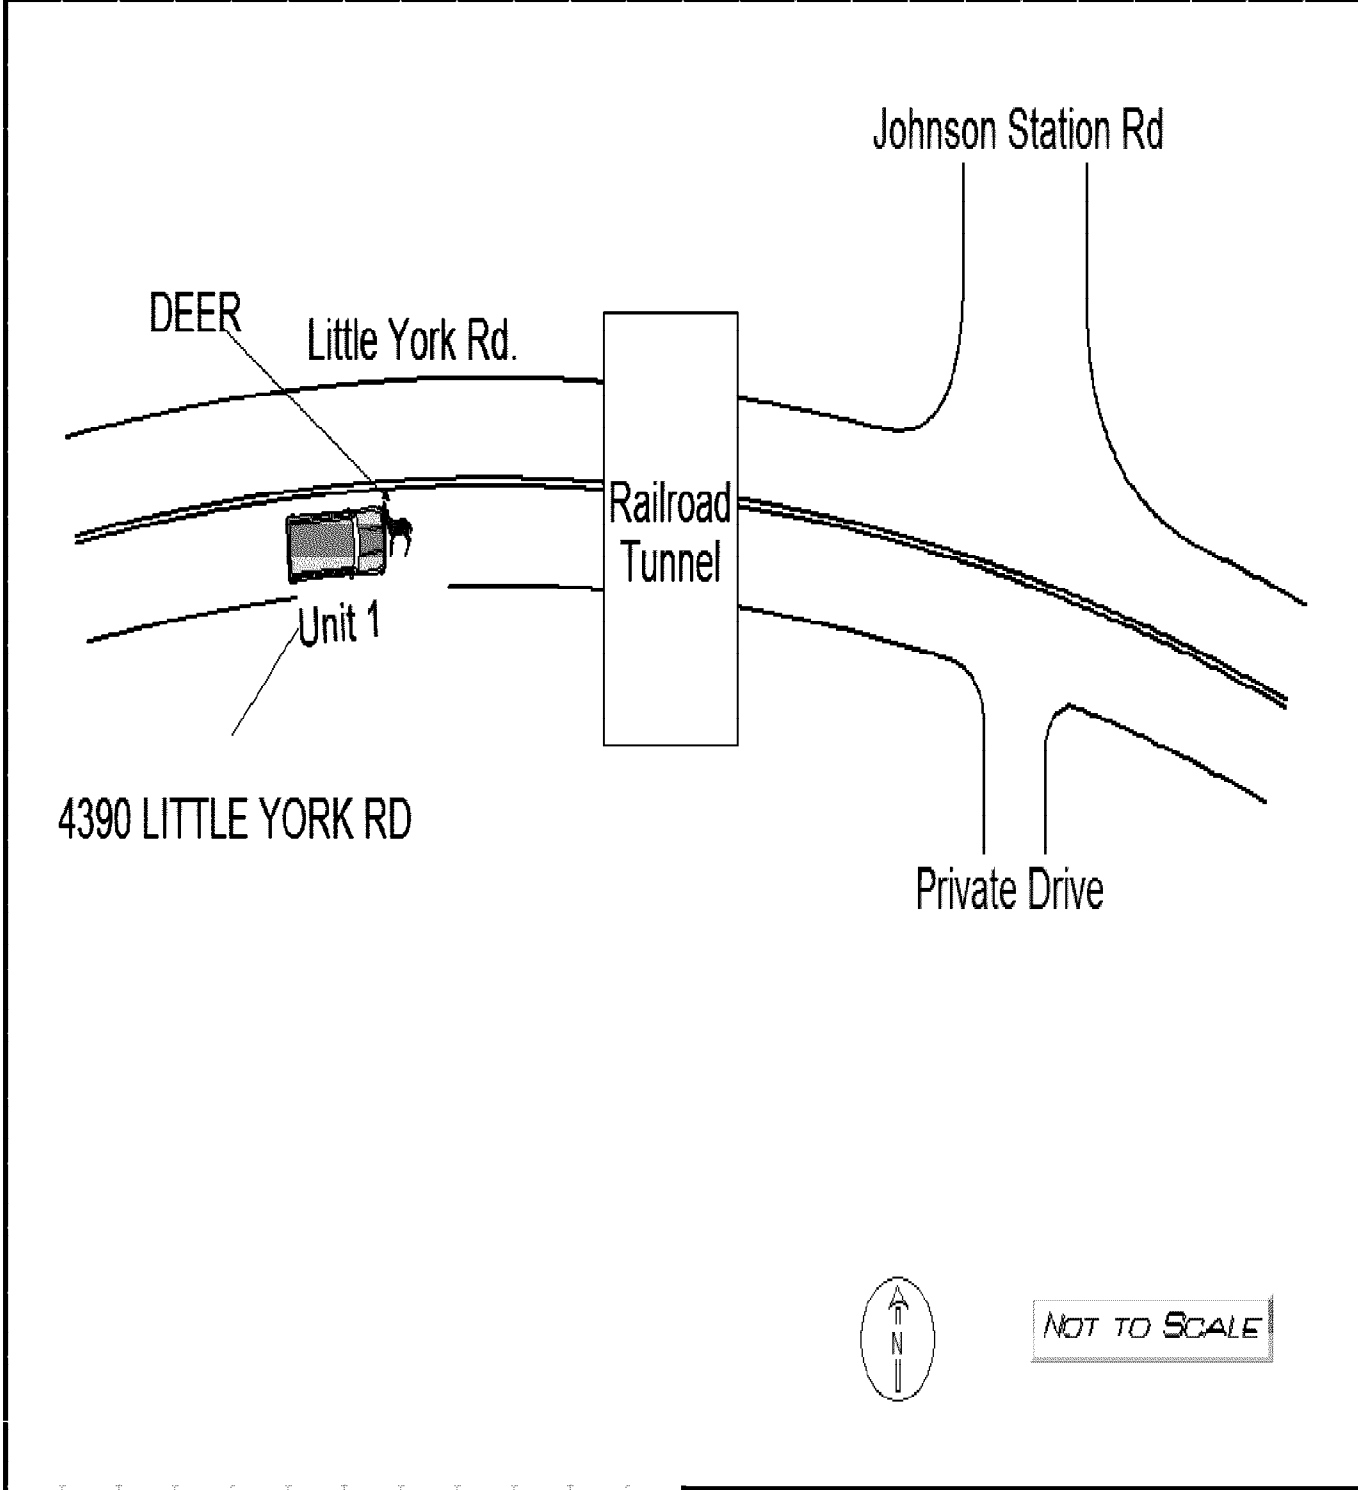 Johnson Station Rd
DEER
Little York Rd.
Railroad
Tunnel
Unit 1
4390 LITTLE YORK RD
Private Drive
N
NOT TO SCALE